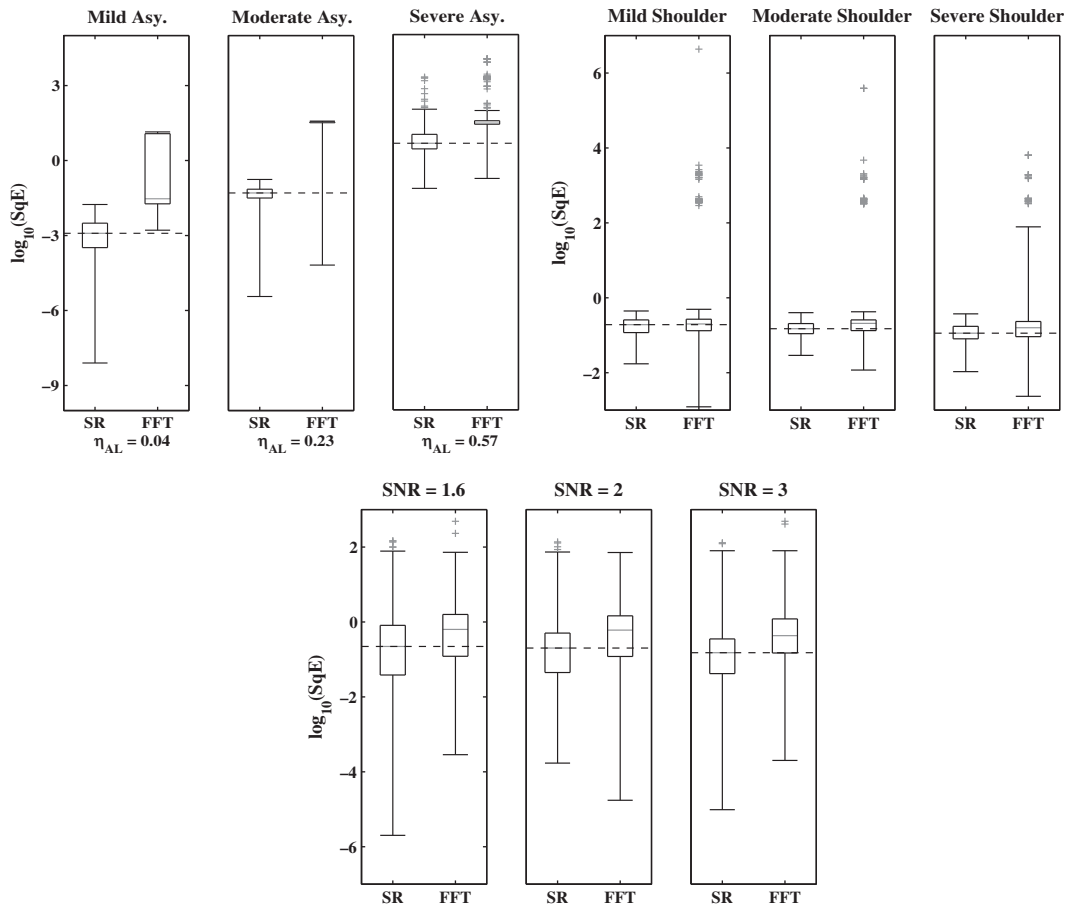 Mild Asy. Moderate Asy. Severe Asy.
log10(SqE)
3
0
−3
−6
−9
SR FFT SR FFT SR FFT
ηAL = 0.04 ηAL = 0.23 ηAL = 0.57
Mild Shoulder Moderate Shoulder Severe Shoulder
log10(SqE)
6
4
2
0
−2
SR FFT SR FFT SR FFT
SNR = 1.6 SNR = 2 SNR = 3
log10(SqE)
2
0
−2
−4
−6
SR FFT SR FFT SR FFT